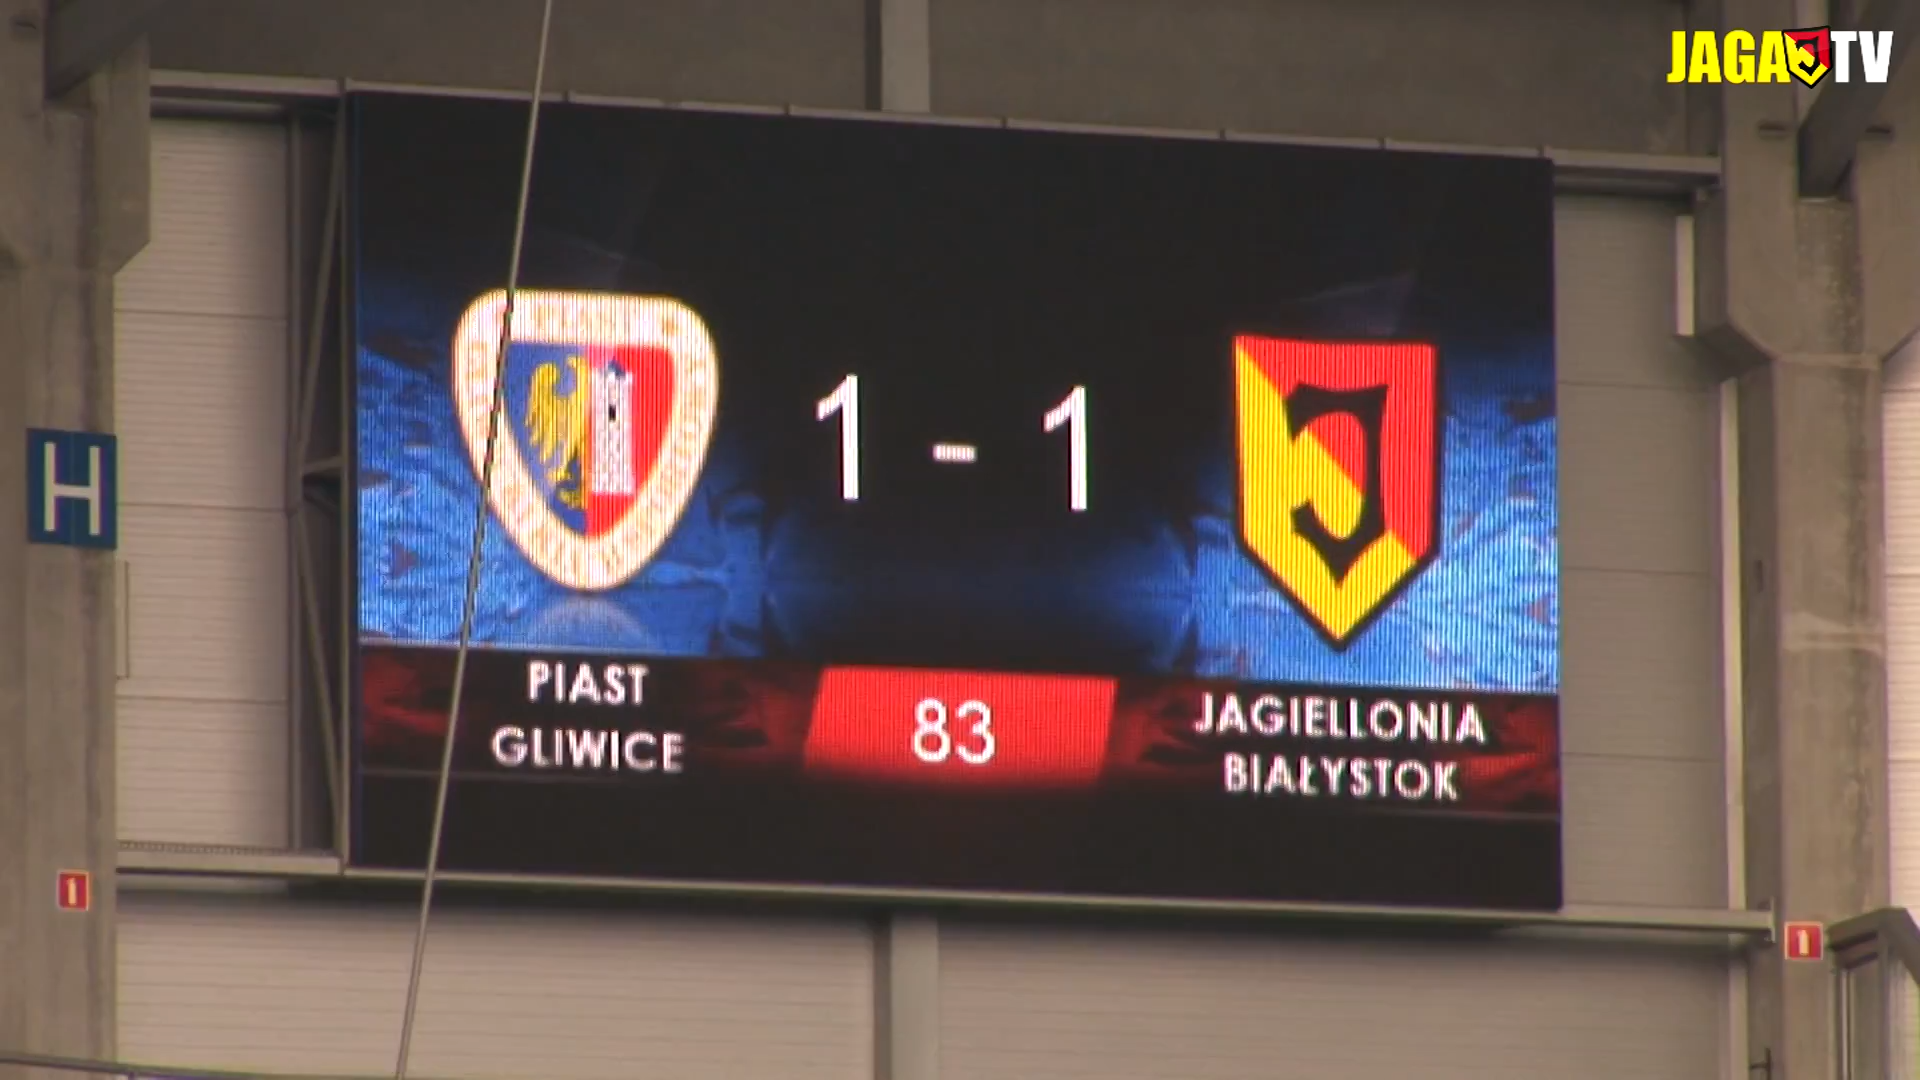 JAGA TV
1 - 1
PIAST
GLIWICE
83
JAGIELLONIA
BIAŁYSTOK
H
1
1